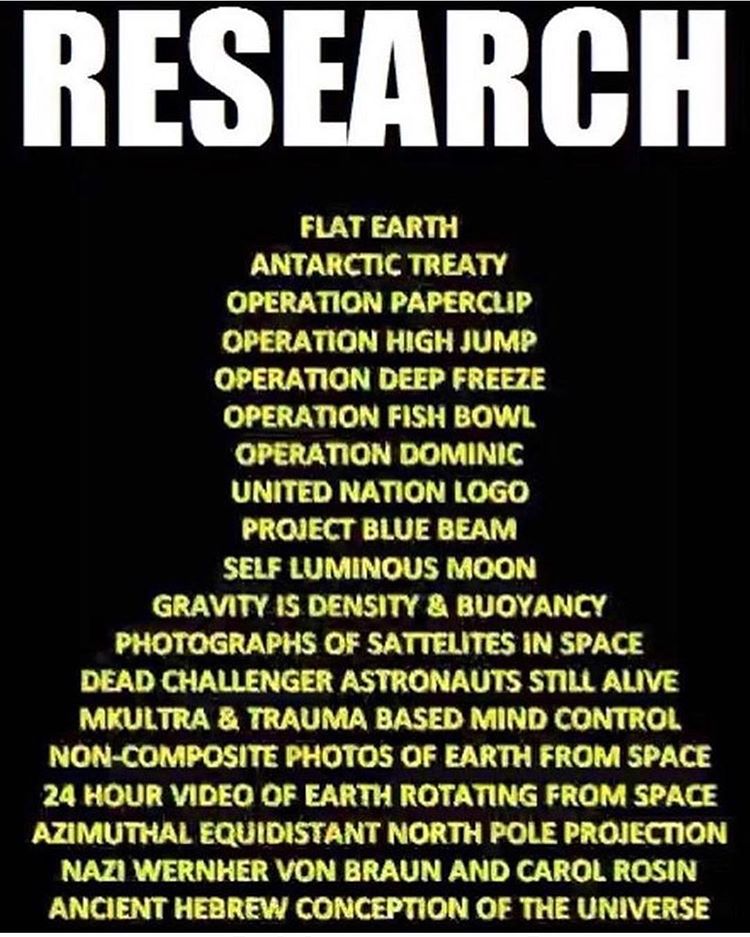 RESEARCH
FLAT EARTH
ANTARCTIC TREATY
OPERATION PAPERCLIP
OPERATION HIGH JUMP
OPERATION DEEP FREEZE
OPERATION FISH BOWL
OPERATION DOMINIC
UNITED NATION LOGO
PROJECT BLUE BEAM
SELF LUMINOUS MOON
GRAVITY IS DENSITY & BUOYANCY
PHOTOGRAPHS OF SATTELITES IN SPACE
DEAD CHALLENGER ASTRONAUTS STILL ALIVE
MKULTRA & TRAUMA BASED MIND CONTROL
NON-COMPOSITE PHOTOS OF EARTH FROM SPACE
24 HOUR VIDEO OF EARTH ROTATING FROM SPACE
AZIMUTHAL EQUIDISTANT NORTH POLE PROJECTION
NAZI WERNHER VON BRAUN AND CAROL ROSIN
ANCIENT HEBREW CONCEPTION OF THE UNIVERSE